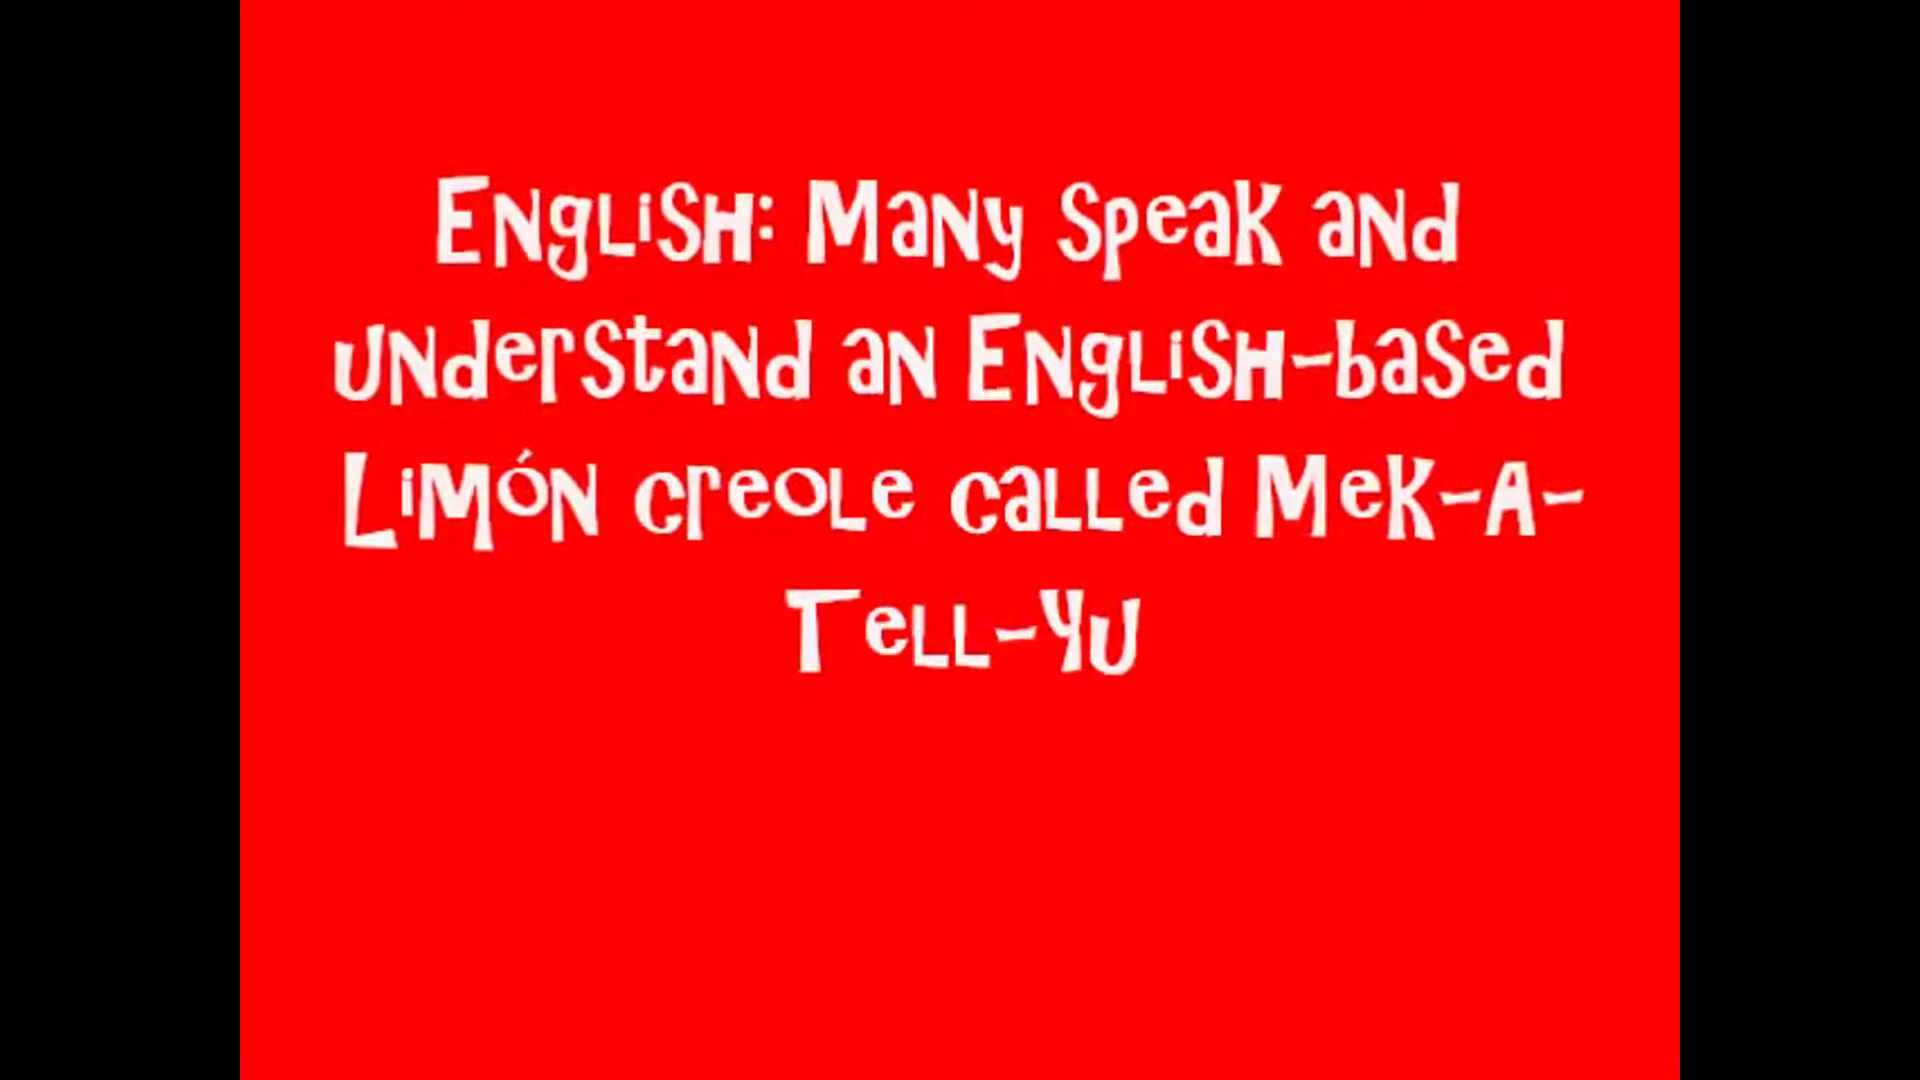 English: Many speak and
understand an English-based
Limón creole called Mek-A-
Tell-Yu